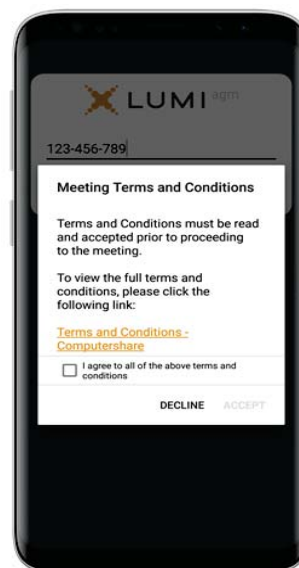 LUMI agm
123-456-789
Meeting Terms and Conditions
Terms and Conditions must be read
and accepted prior to proceeding
to the meeting.
To view the full terms and
conditions, please click the
following link:
Terms and Conditions -
Computershare
I agree to all of the above terms and
conditions
DECLINE ACCEPT